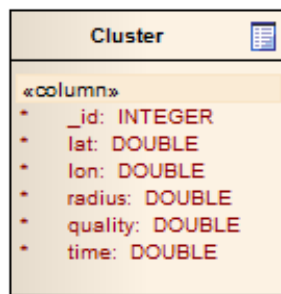 Cluster
«column»
* _id: INTEGER
* lat: DOUBLE
* lon: DOUBLE
* radius: DOUBLE
* quality: DOUBLE
* time: DOUBLE